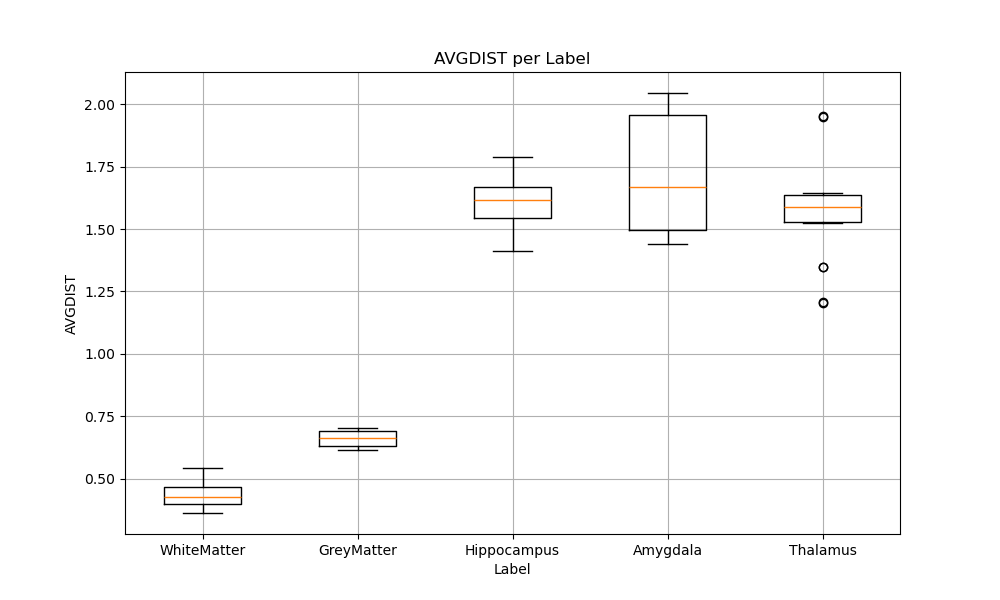 AVGDIST per Label
AVGDIST
2.00
1.75
1.50
1.25
1.00
0.75
0.50
WhiteMatter GreyMatter Hippocampus Amygdala Thalamus
Label